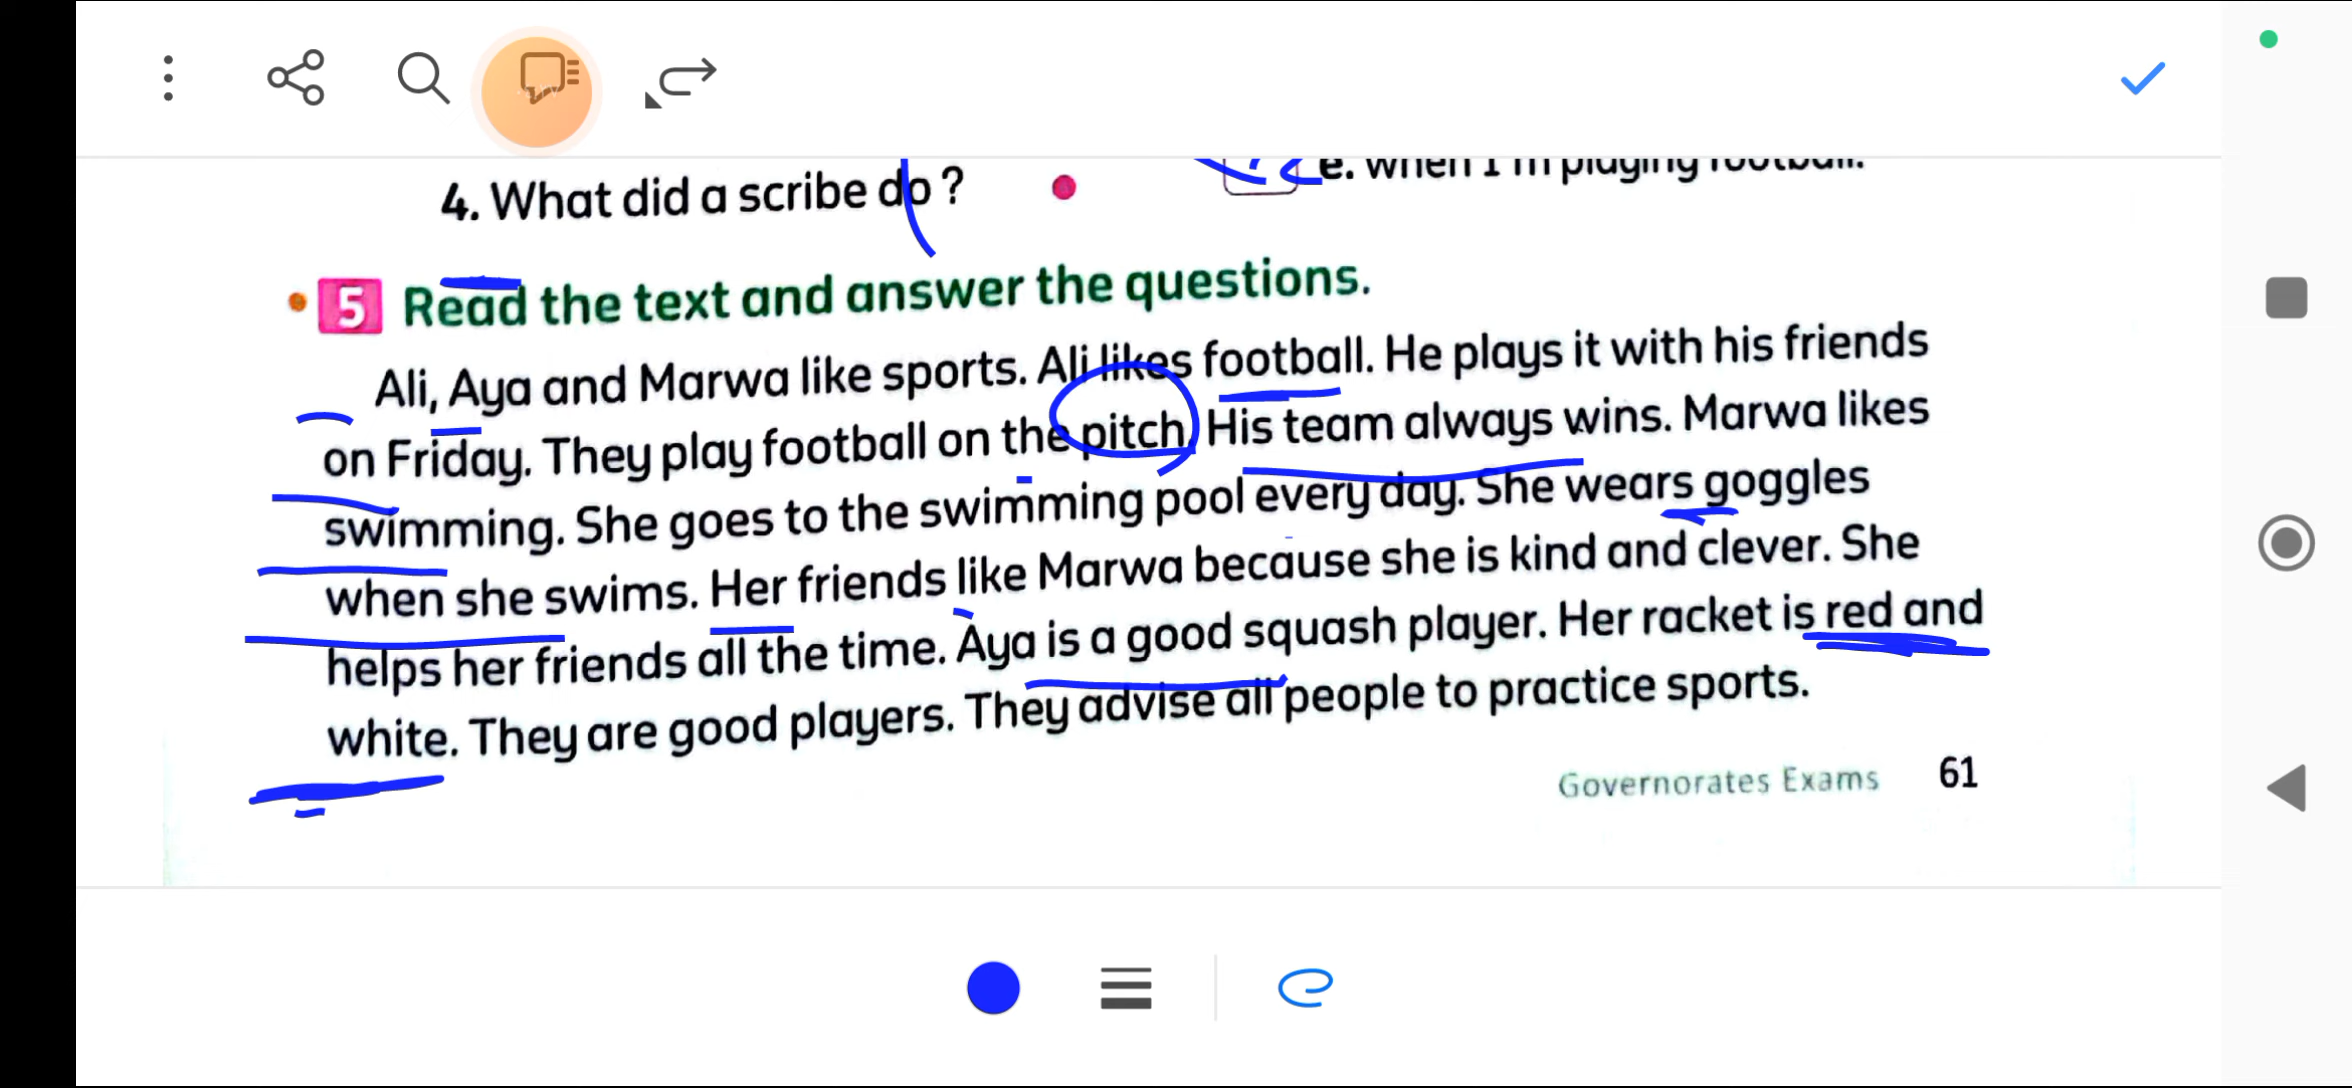 4. What did a scribe do ?
e. when I'm playing football.
5 Read the text and answer the questions.
Ali, Aya and Marwa like sports. Ali likes football. He plays it with his friends
on Friday. They play football on the pitch. His team always wins. Marwa likes
swimming. She goes to the swimming pool every day. She wears goggles
when she swims. Her friends like Marwa because she is kind and clever. She
helps her friends all the time. Aya is a good squash player. Her racket is red and
white. They are good players. They advise all people to practice sports.
Governorates Exams 61